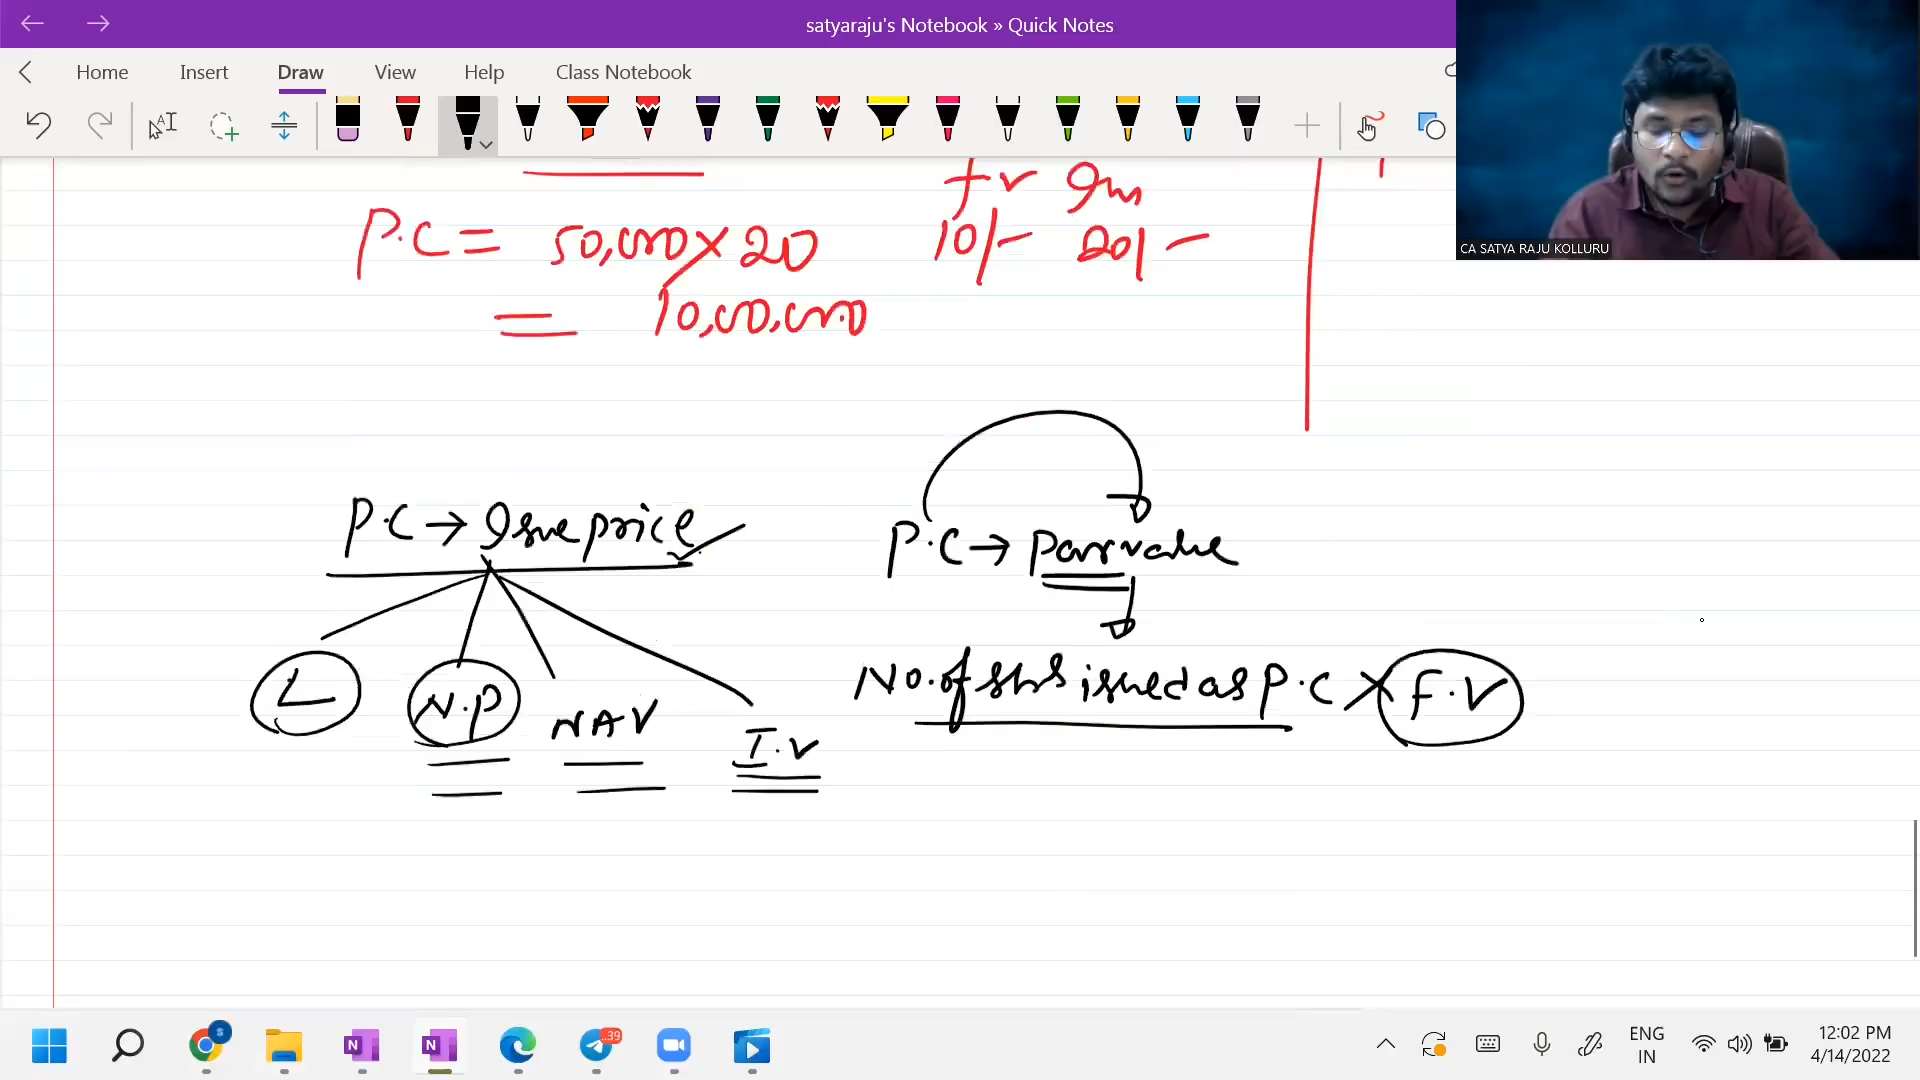 satyaraju's Notebook » Quick Notes
Home Insert Draw View Help Class Notebook
CA SATYA RAJU KOLLURU
P.C = 50,000 × 20
= 10,00,000
10/- 20/-
P.C → Issue price
L N.P NAV I.V
P.C → Par value
No. of shs issued as P.C × F.V
..39
ENG
IN
12:02 PM
4/14/2022